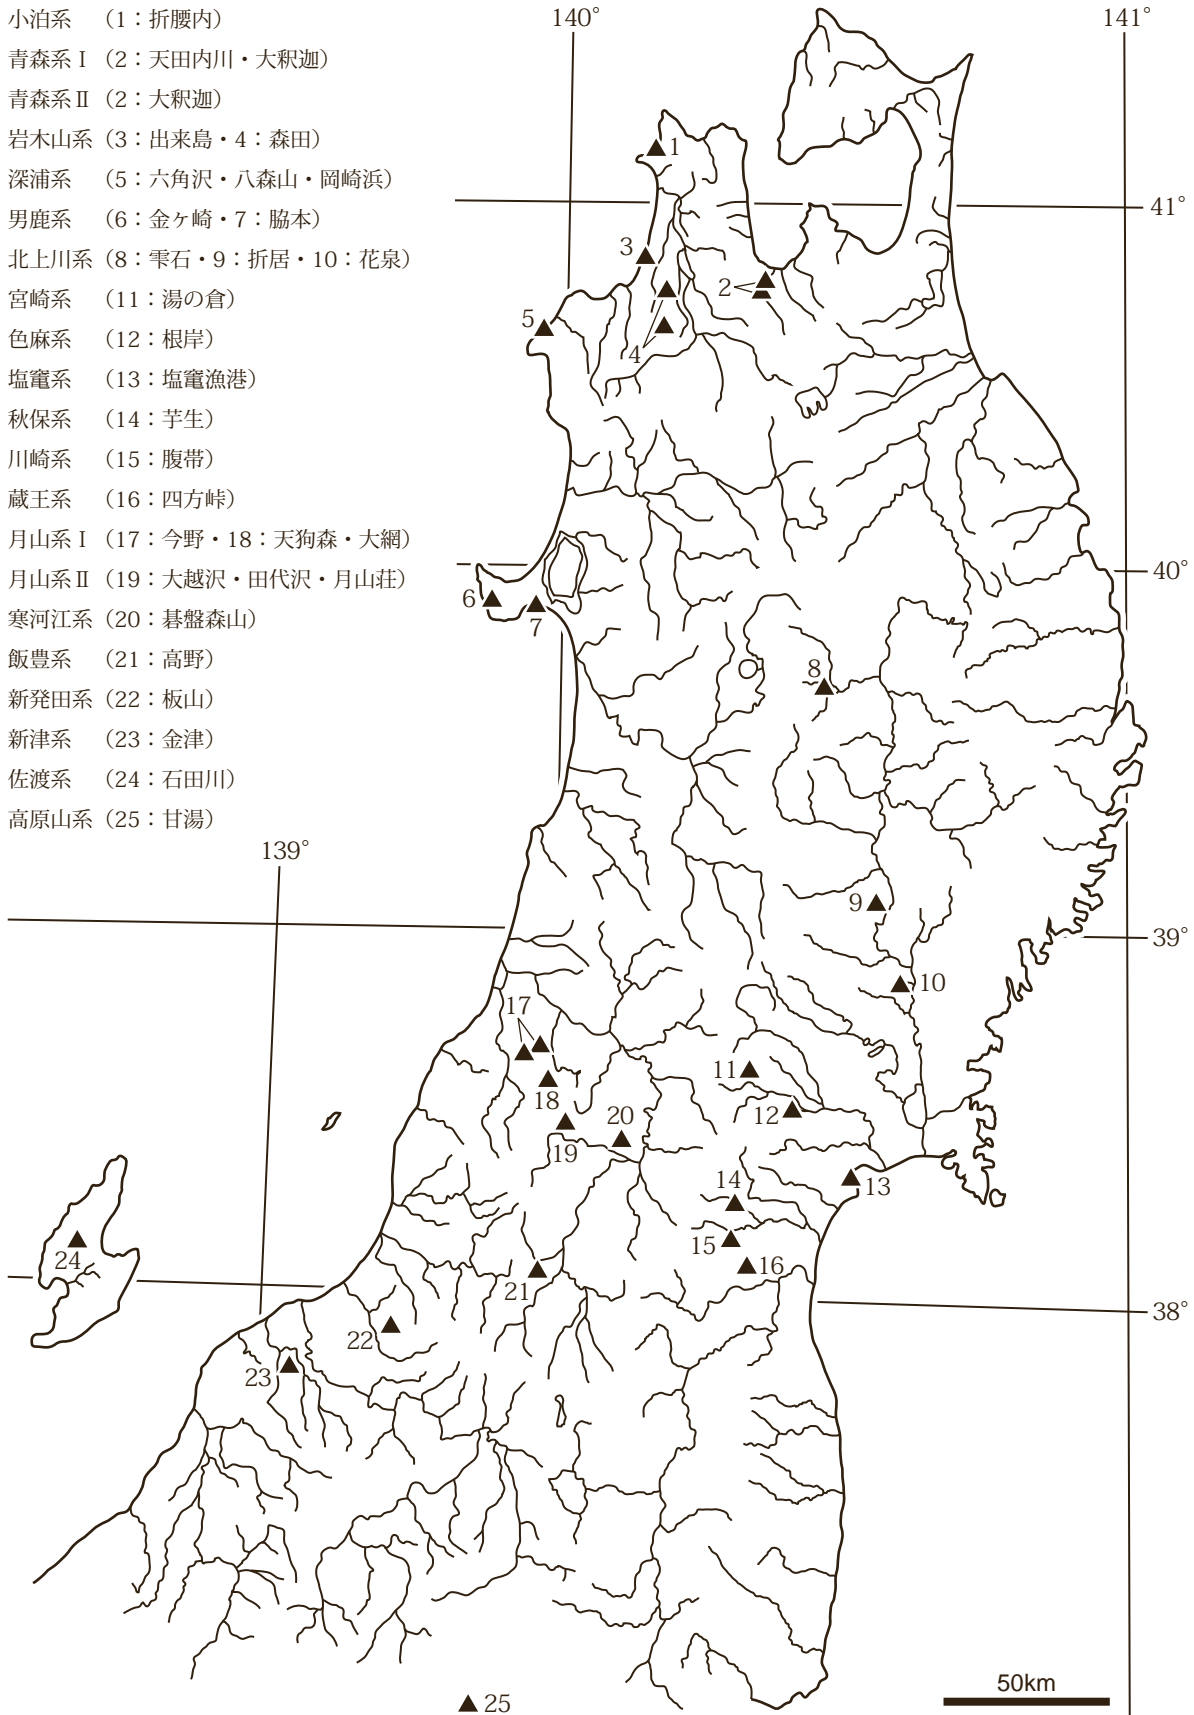 小泊系 （1：折腰内）
青森系Ⅰ（2：天田内川・大釈迦）
青森系Ⅱ（2：大釈迦）
岩木山系（3：出来島・4：森田）
深浦系 （5：六角沢・八森山・岡崎浜）
男鹿系 （6：金ヶ崎・7：脇本）
北上川系（8：雫石・9：折居・10：花泉）
宮崎系 （11：湯の倉）
色麻系 （12：根岸）
塩竈系 （13：塩竈漁港）
秋保系 （14：芋生）
川崎系 （15：腹帯）
蔵王系 （16：四方峠）
月山系Ⅰ（17：今野・18：天狗森・大網）
月山系Ⅱ（19：大越沢・田代沢・月山荘）
寒河江系（20：碁盤森山）
飯豊系 （21：高野）
新発田系（22：板山）
新津系 （23：金津）
佐渡系 （24：石田川）
高原山系（25：甘湯）
140°
141°
1
41°
3
2
5
4
40°
6
7
8
139°
9
39°
10
17
11
18
20
12
19
14
13
24
15
16
21
38°
22
23
50km
25